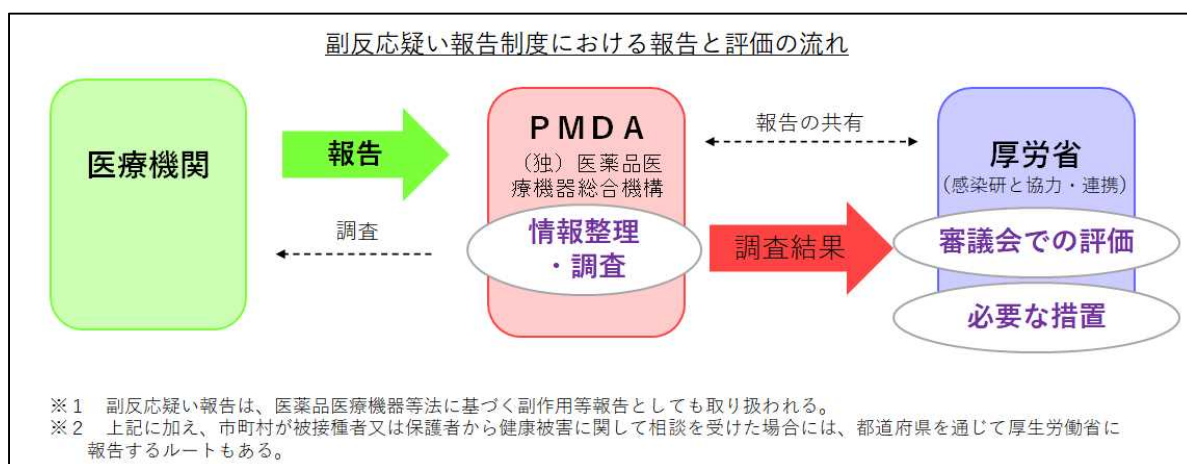 副反応疑い報告制度における報告と評価の流れ
医療機関
報告
調査
PMDA
(独)医薬品医
療機器総合機構
情報整理
・調査
報告の共有
調査結果
厚労省
(感染研と協力・連携)
審議会での評価
必要な措置
※1 副反応疑い報告は、医薬品医療機器等法に基づく副作用等報告としても取り扱われる。
※2 上記に加え、市町村が被接種者又は保護者から健康被害に関して相談を受けた場合には、都道府県を通じて厚生労働省に
報告するルートもある。